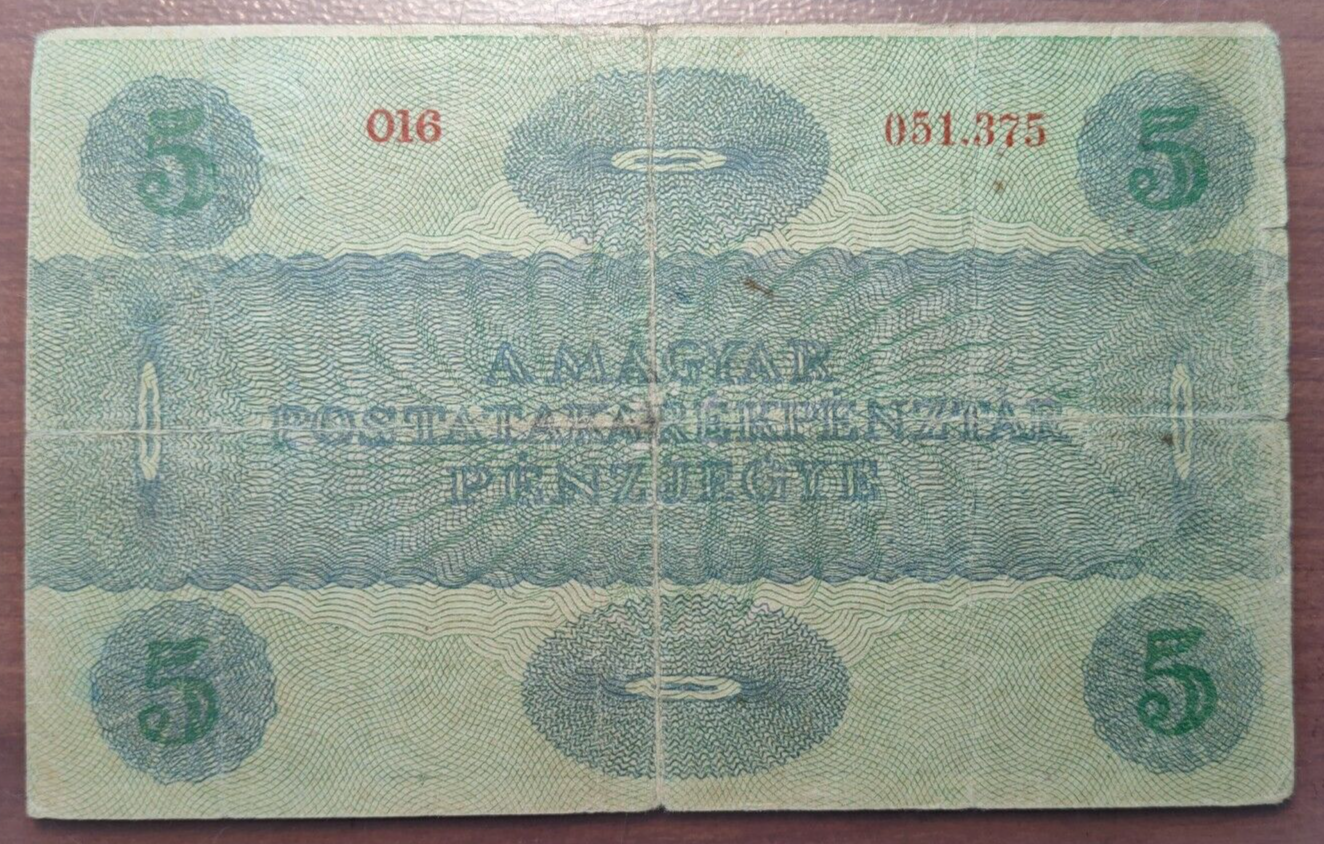 5 016 051.375 5
A MAGYAR
POSTATAKARÉKPÉNZTÁR
PÉNZJEGYE
5 5